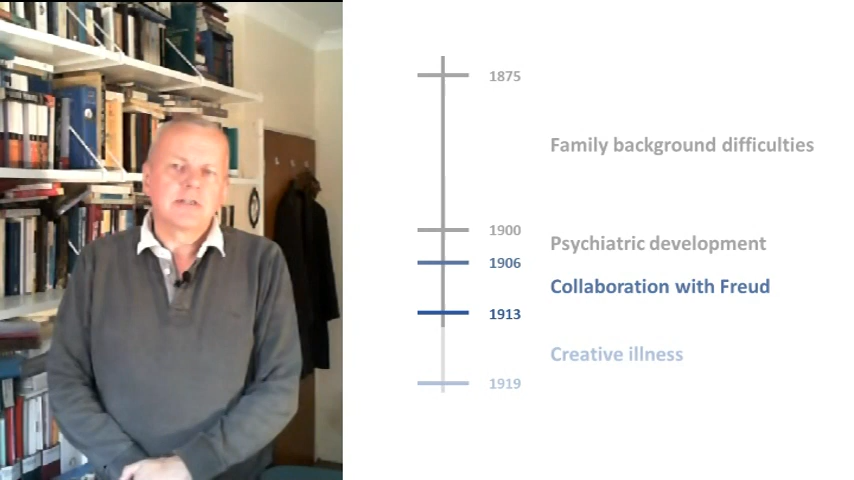 1875
Family background difficulties
1900
Psychiatric development
1906
Collaboration with Freud
1913
Creative illness
1919